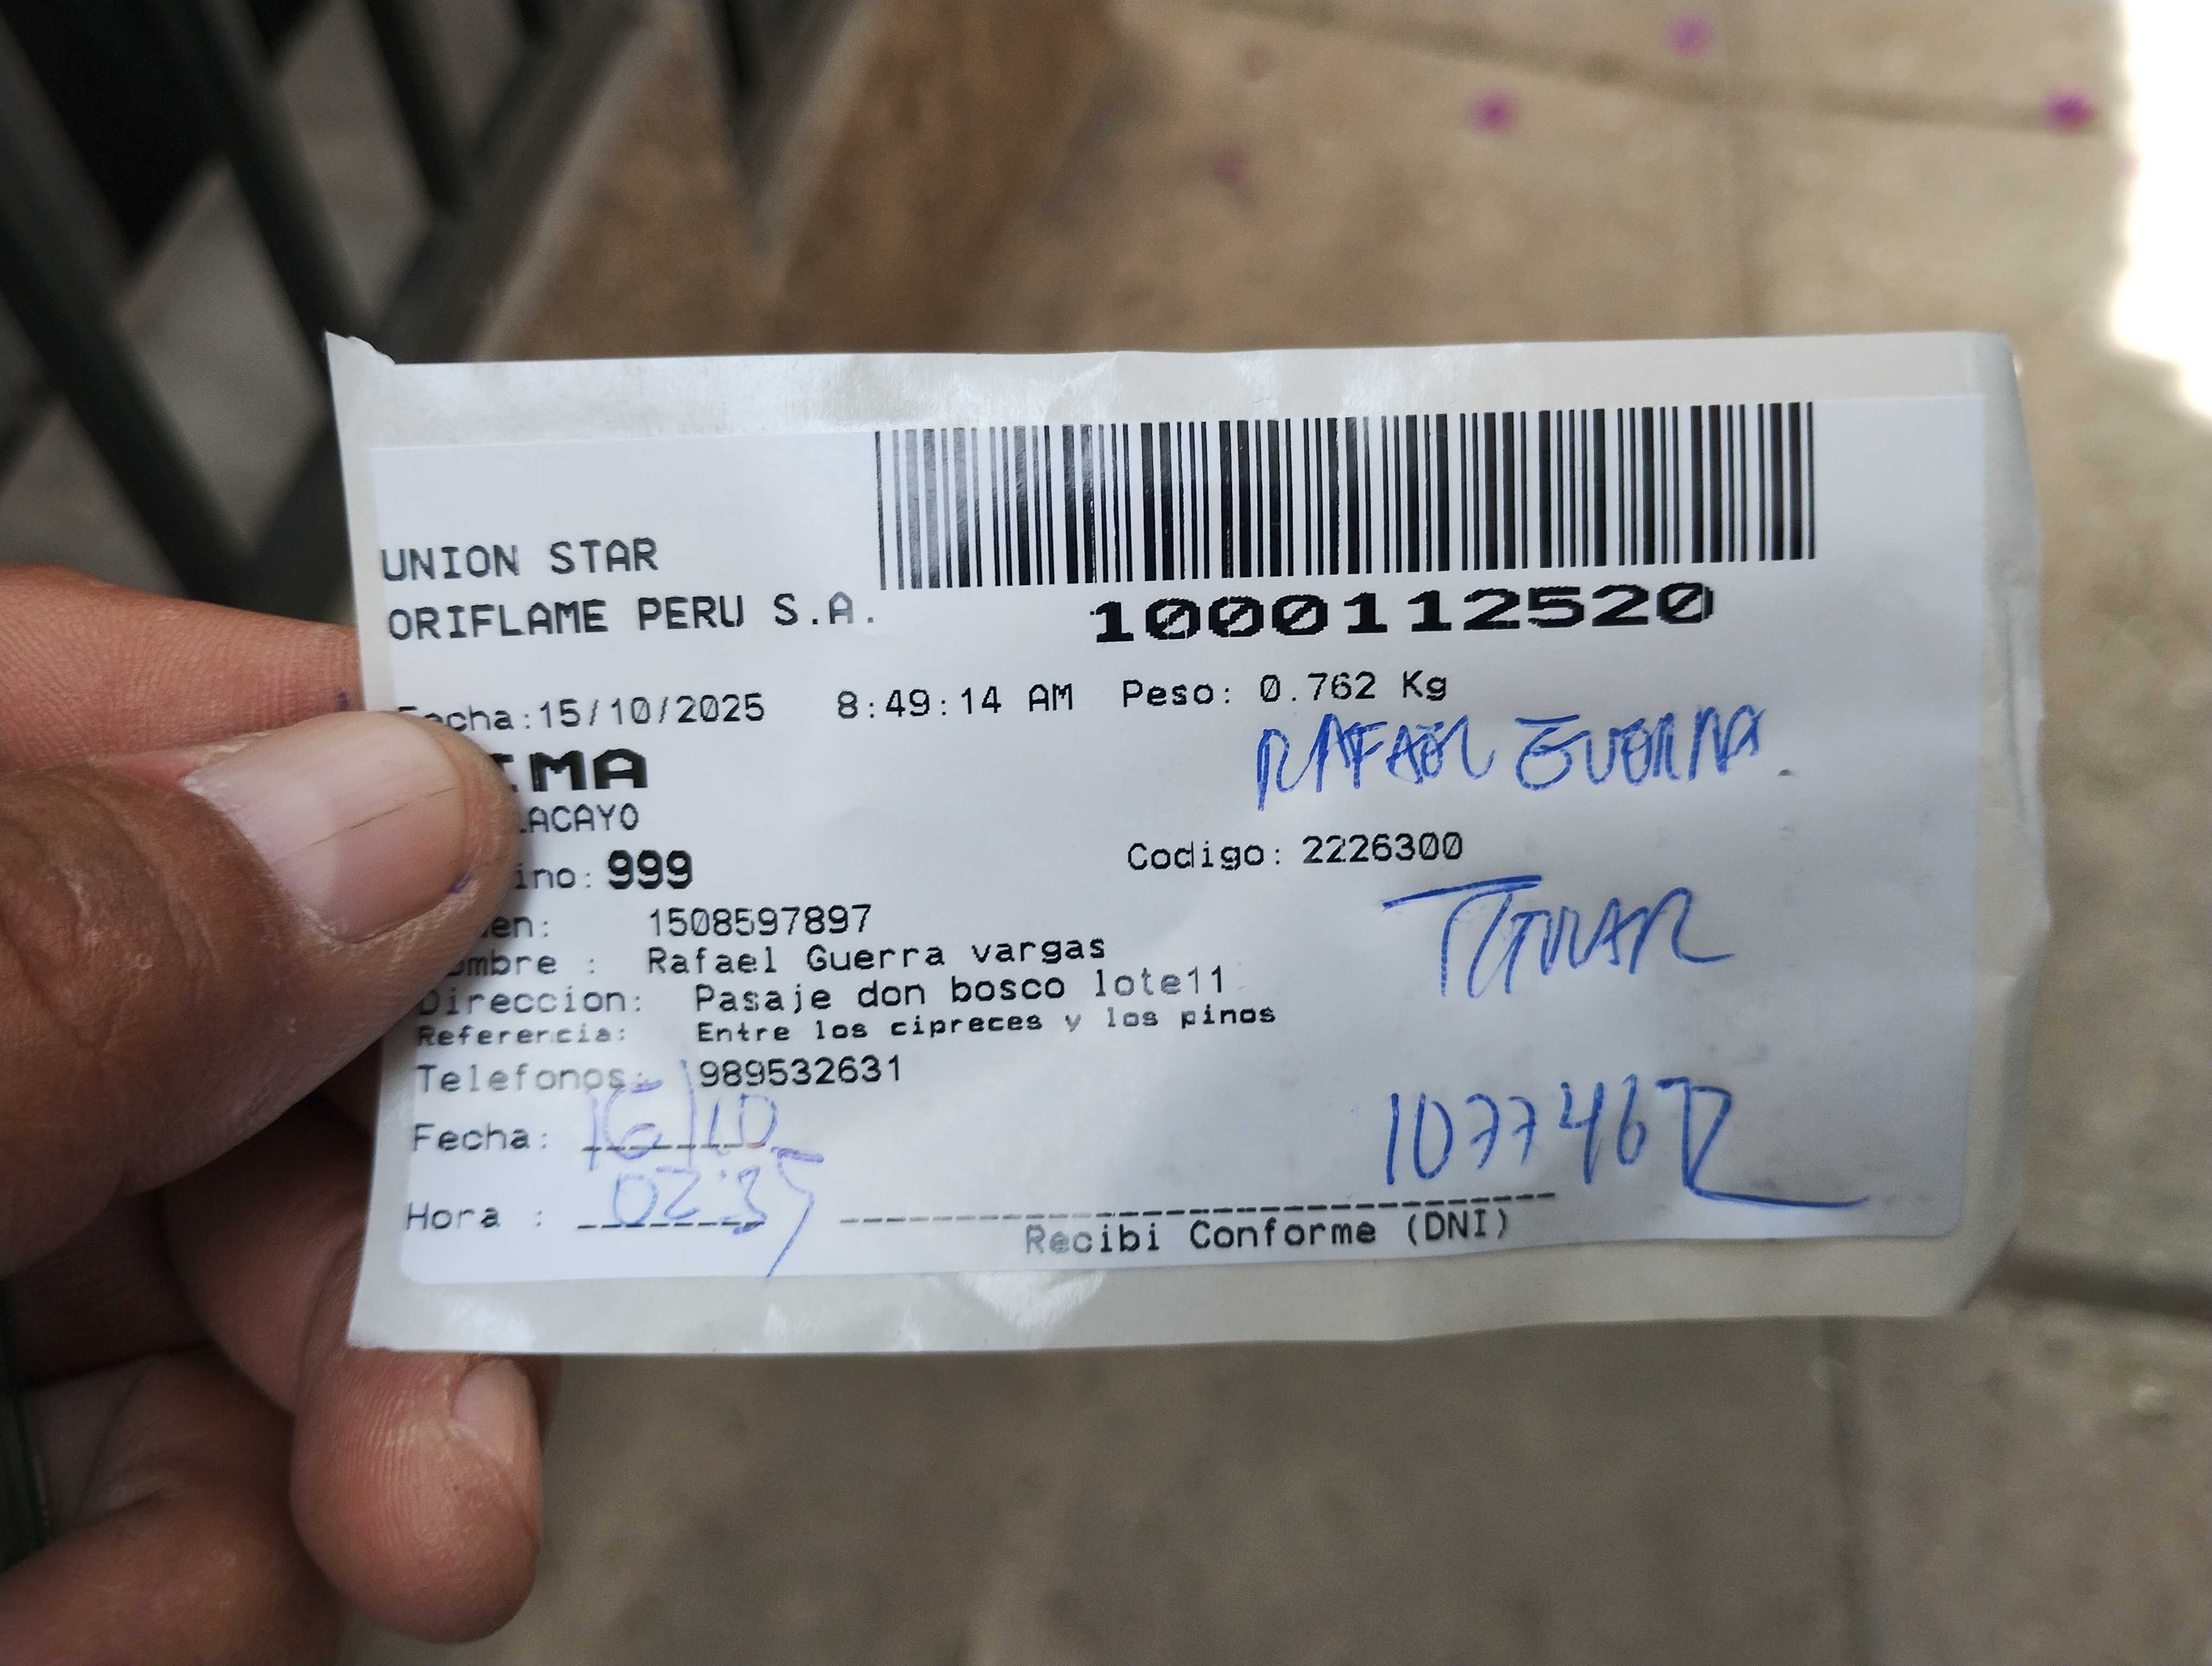 UNION STAR
ORIFLAME PERU S.A.
1000112520
Fecha:15/10/2025 8:49:14 AM Peso: 0.762 Kg
IMA
RAFAEL GUERRA
LACAYO
ino: 999 Codigo: 2226300
en: 1508597897
TITULAR
ombre : Rafael Guerra vargas
Direccion: Pasaje don bosco lote11
Referencia: Entre los cipreces y los pinos
Telefonos: 989532631
Fecha: 16/10
Hora : 02:35
Recibi Conforme (DNI)